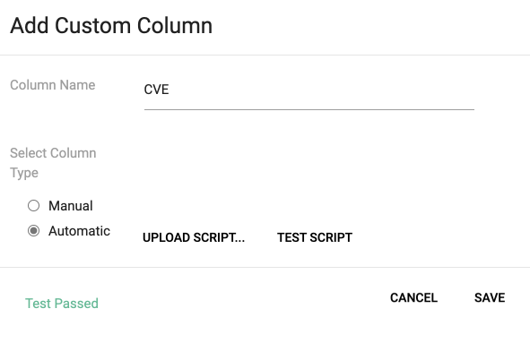 Add Custom Column
Column Name
CVE
Select Column
Type
Manual
Automatic
UPLOAD SCRIPT...
TEST SCRIPT
Test Passed
CANCEL
SAVE